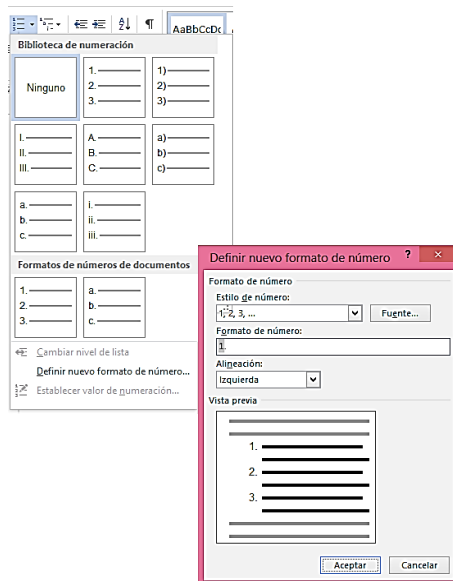 AaBbCcDc
Biblioteca de numeración
Ninguno
1.
2.
3.
1)
2)
3)
I.
II.
III.
A.
B.
C.
a)
b)
c)
a.
b.
c.
i.
ii.
iii.
Formatos de números de documentos
1.
2.
3.
a.
b.
c.
Cambiar nivel de lista
Definir nuevo formato de número...
Establecer valor de numeración...
Definir nuevo formato de número ? ×
Formato de número
Estilo de número:
1, 2, 3, ...
Fuente...
Formato de número:
1.
Alineación:
Izquierda
Vista previa
1.
2.
3.
Aceptar Cancelar